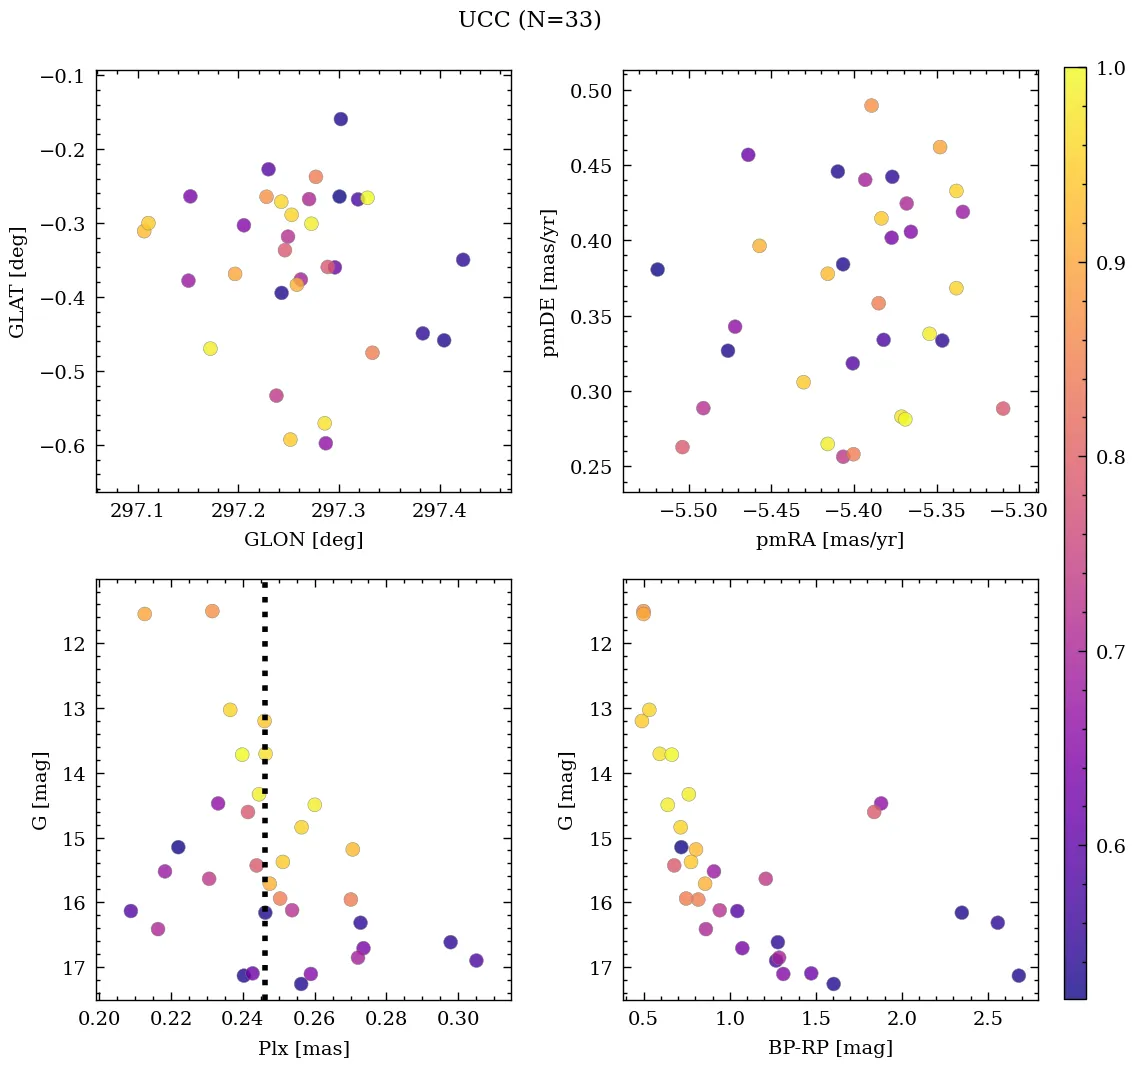 UCC (N=33)
−0.1
−0.2
−0.3
−0.4
−0.5
−0.6
GLAT [deg]
297.1 297.2 297.3 297.4
GLON [deg]
0.50
0.45
0.40
0.35
0.30
0.25
pmDE [mas/yr]
−5.50 −5.45 −5.40 −5.35 −5.30
pmRA [mas/yr]
12
13
14
15
16
17
G [mag]
0.20 0.22 0.24 0.26 0.28 0.30
Plx [mas]
12
13
14
15
16
17
G [mag]
0.5 1.0 1.5 2.0 2.5
BP-RP [mag]
1.0
0.9
0.8
0.7
0.6